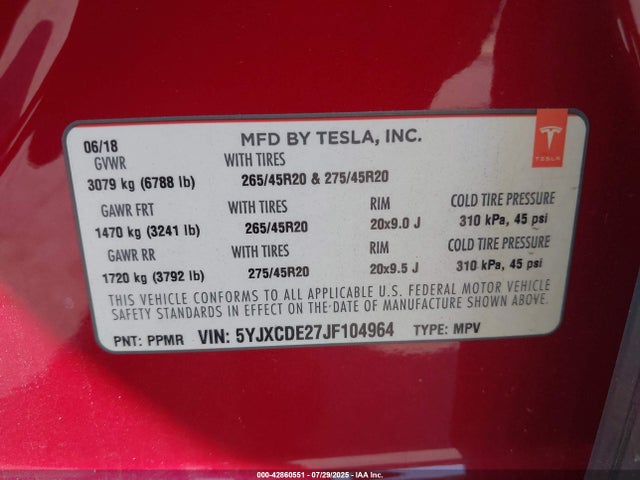 06/18
MFD BY TESLA, INC.
GVWR
WITH TIRES
3079 kg (6788 lb)
265/45R20 & 275/45R20
TESLA
GAWR FRT
WITH TIRES
RIM
COLD TIRE PRESSURE
1470 kg (3241 lb)
265/45R20
20x9.0 J
310 kPa, 45 psi
GAWR RR
WITH TIRES
RIM
COLD TIRE PRESSURE
1720 kg (3792 lb)
275/45R20
20x9.5 J
310 kPa, 45 psi
THIS VEHICLE CONFORMS TO ALL APPLICABLE U.S. FEDERAL MOTOR VEHICLE
SAFETY STANDARDS IN EFFECT ON THE DATE OF MANUFACTURE SHOWN ABOVE.
PNT: PPMR VIN: 5YJXCDE27JF104964 TYPE: MPV
000-42860551 - 07/29/2025 - IAA Inc.